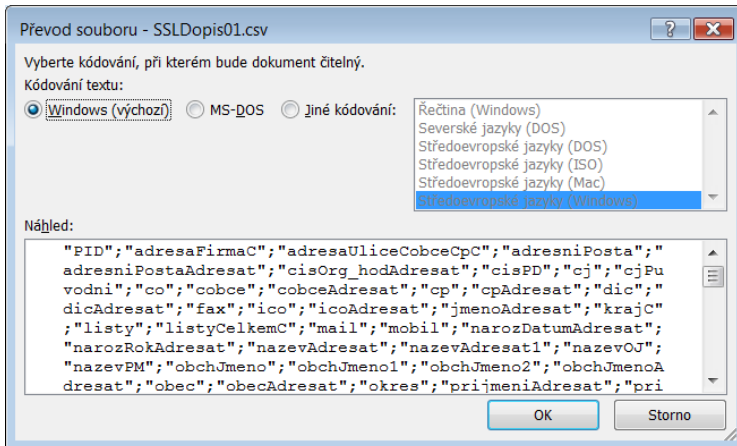 Převod souboru - SSLDopis01.csv
Vyberte kódování, při kterém bude dokument čitelný.
Kódování textu:
Windows (výchozí) MS-DOS Jiné kódování:
Řečtina (Windows)
Severské jazyky (DOS)
Středoevropské jazyky (DOS)
Středoevropské jazyky (ISO)
Středoevropské jazyky (Mac)
Středoevropské jazyky (Windows)
Náhled:
"PID";"adresaFirmaC";"adresaUliceCobceCpC";"adresniPosta";"
adresniPostaAdresat";"cisOrg_hodAdresat";"cisPD";"cj";"cjPu
vodni";"co";"cobce";"cobceAdresat";"cp";"cpAdresat";"dic";"
dicAdresat";"fax";"ico";"icoAdresat";"jmenoAdresat";"krajC"
;"listy";"listyCelkemC";"mail";"mobil";"narozDatumAdresat";
"narozRokAdresat";"nazevAdresat";"nazevAdresat1";"nazevOJ";
"nazevPM";"obchJmeno";"obchJmeno1";"obchJmeno2";"obchJmenoA
dresat";"obec";"obecAdresat";"okres";"prijmeniAdresat";"pri
OK Storno